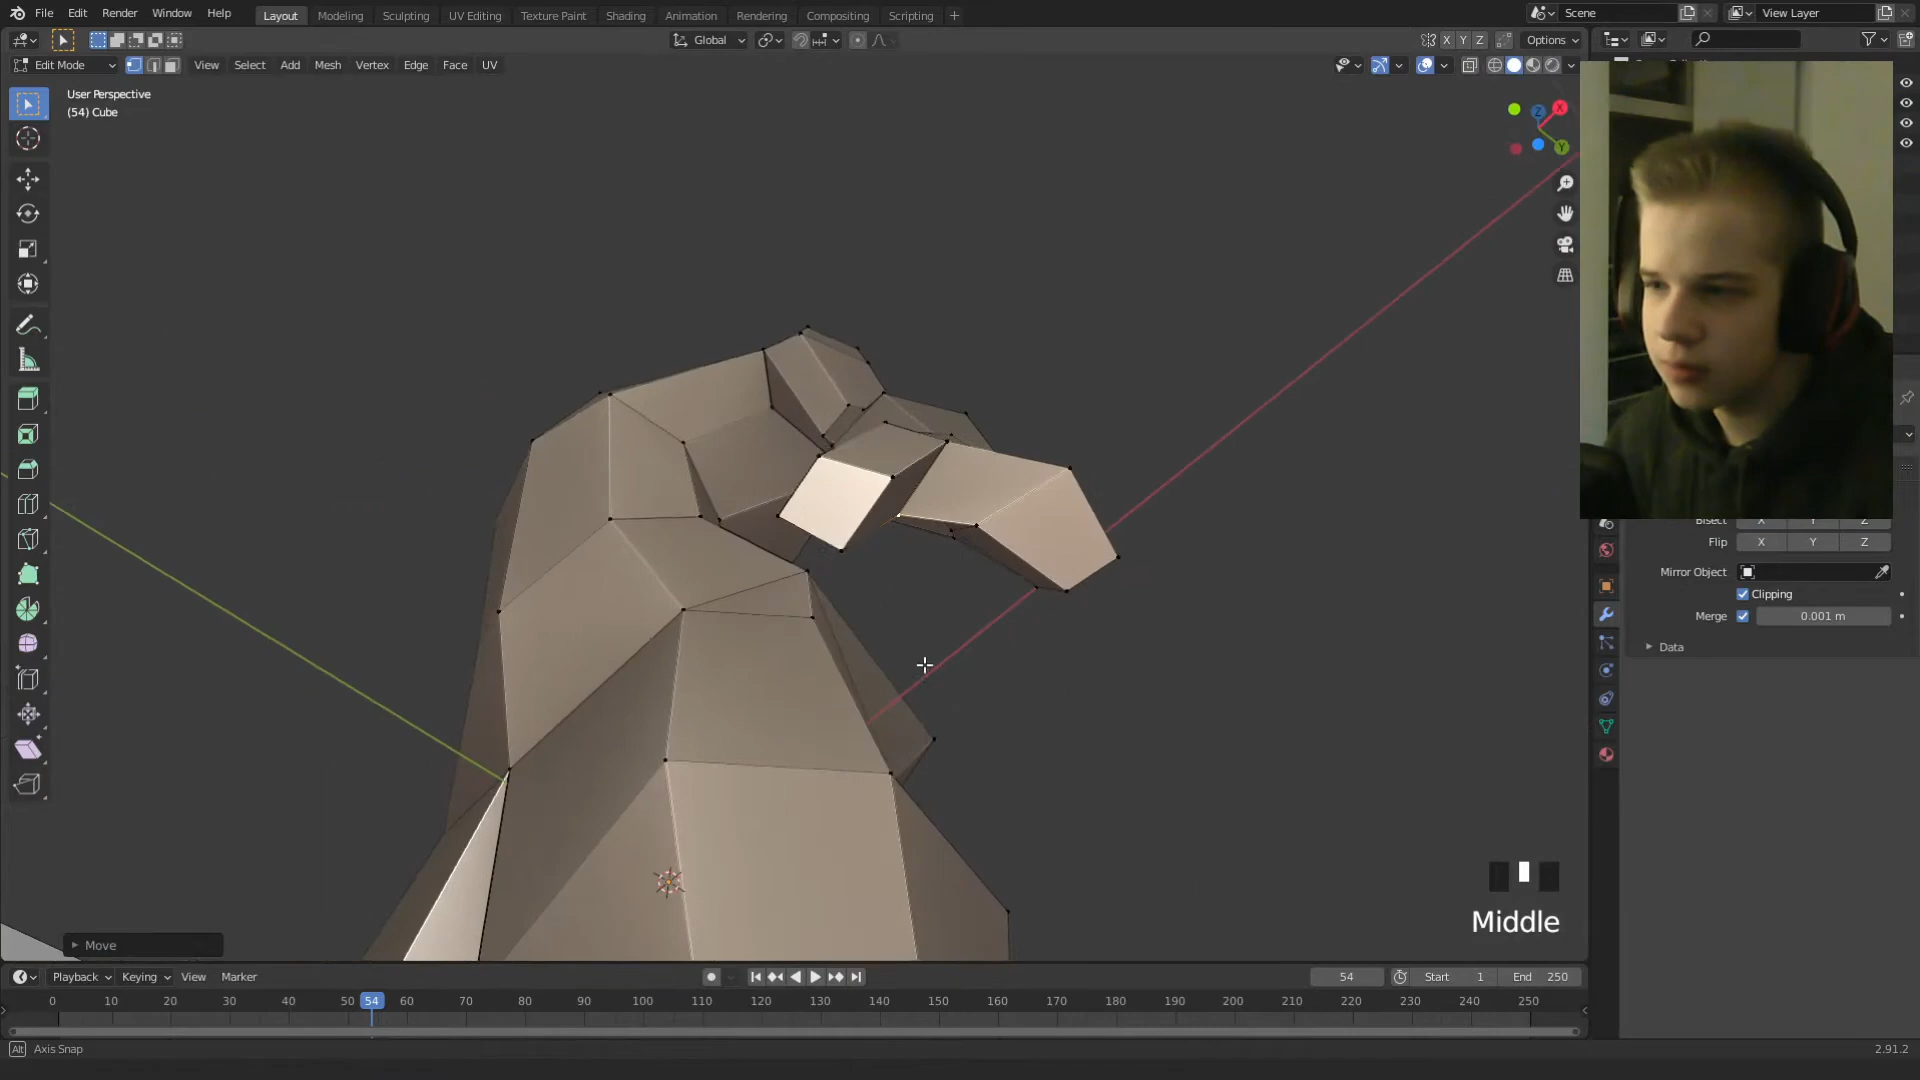 File Edit Render Window Help Layout Modeling Sculpting UV Editing Texture Paint Shading Animation Rendering Compositing Scripting + Scene View Layer
Global X Y Z Options
Edit Mode View Select Add Mesh Vertex Edge Face UV
User Perspective
(54) Cube
Z X
Y
Bisect X Y Z
Flip X Y Z
Mirror Object
Clipping
Merge 0.001 m
Data
Middle
Move
Playback Keying View Marker 54 Start 1 End 250
0 10 20 30 40 50 54 60 70 80 90 100 110 120 130 140 150 160 170 180 190 200 210 220 230 240 250
Alt Axis Snap 2.91.2